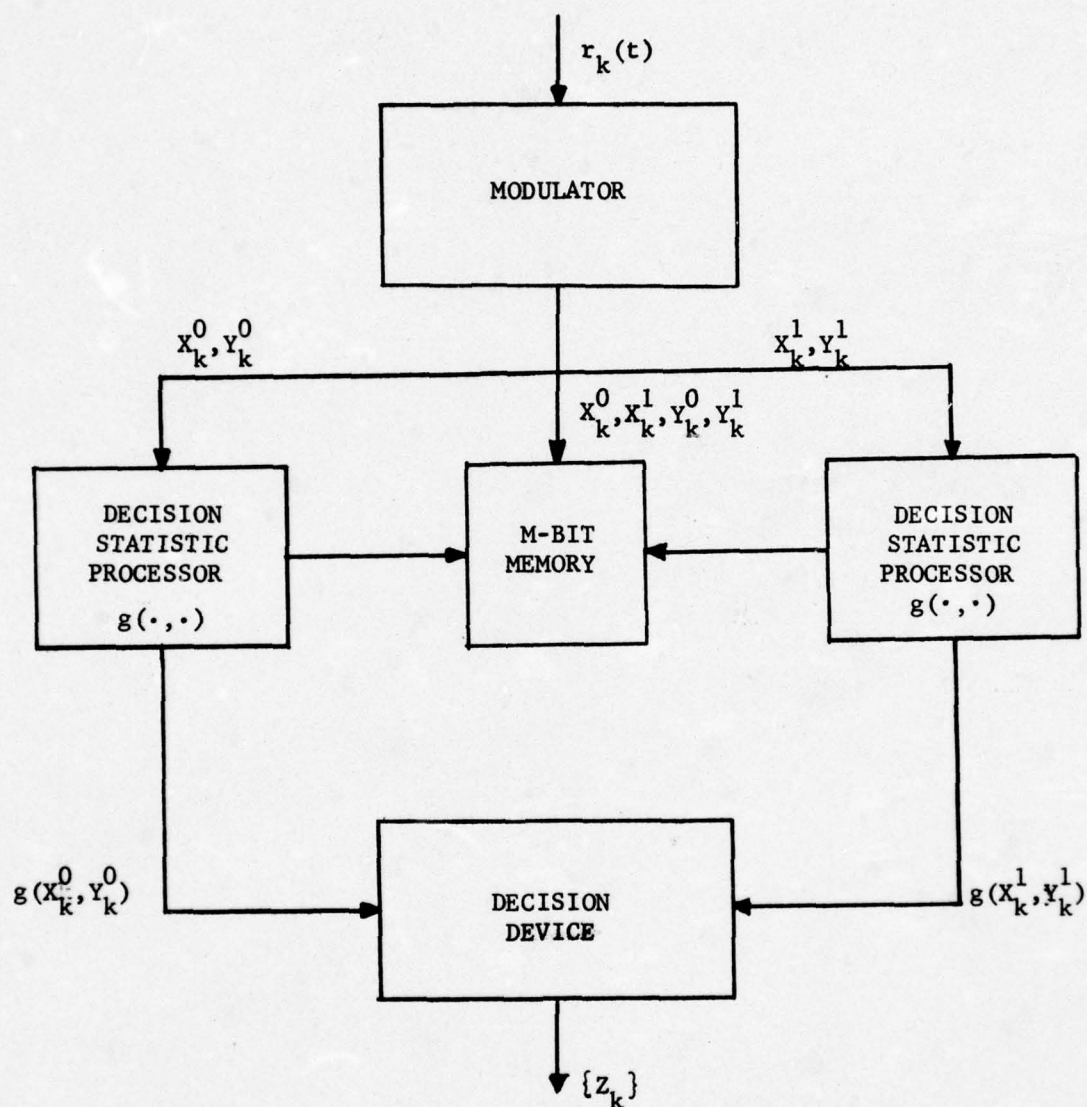 r_k(t)
MODULATOR
X_k^0,Y_k^0
X_k^1,Y_k^1
X_k^0,X_k^1,Y_k^0,Y_k^1
DECISION
STATISTIC
PROCESSOR
g(·,·)
M-BIT
MEMORY
DECISION
STATISTIC
PROCESSOR
g(·,·)
g(X_k^0,Y_k^0)
DECISION
DEVICE
g(X_k^1,Y_k^1)
{Z_k}